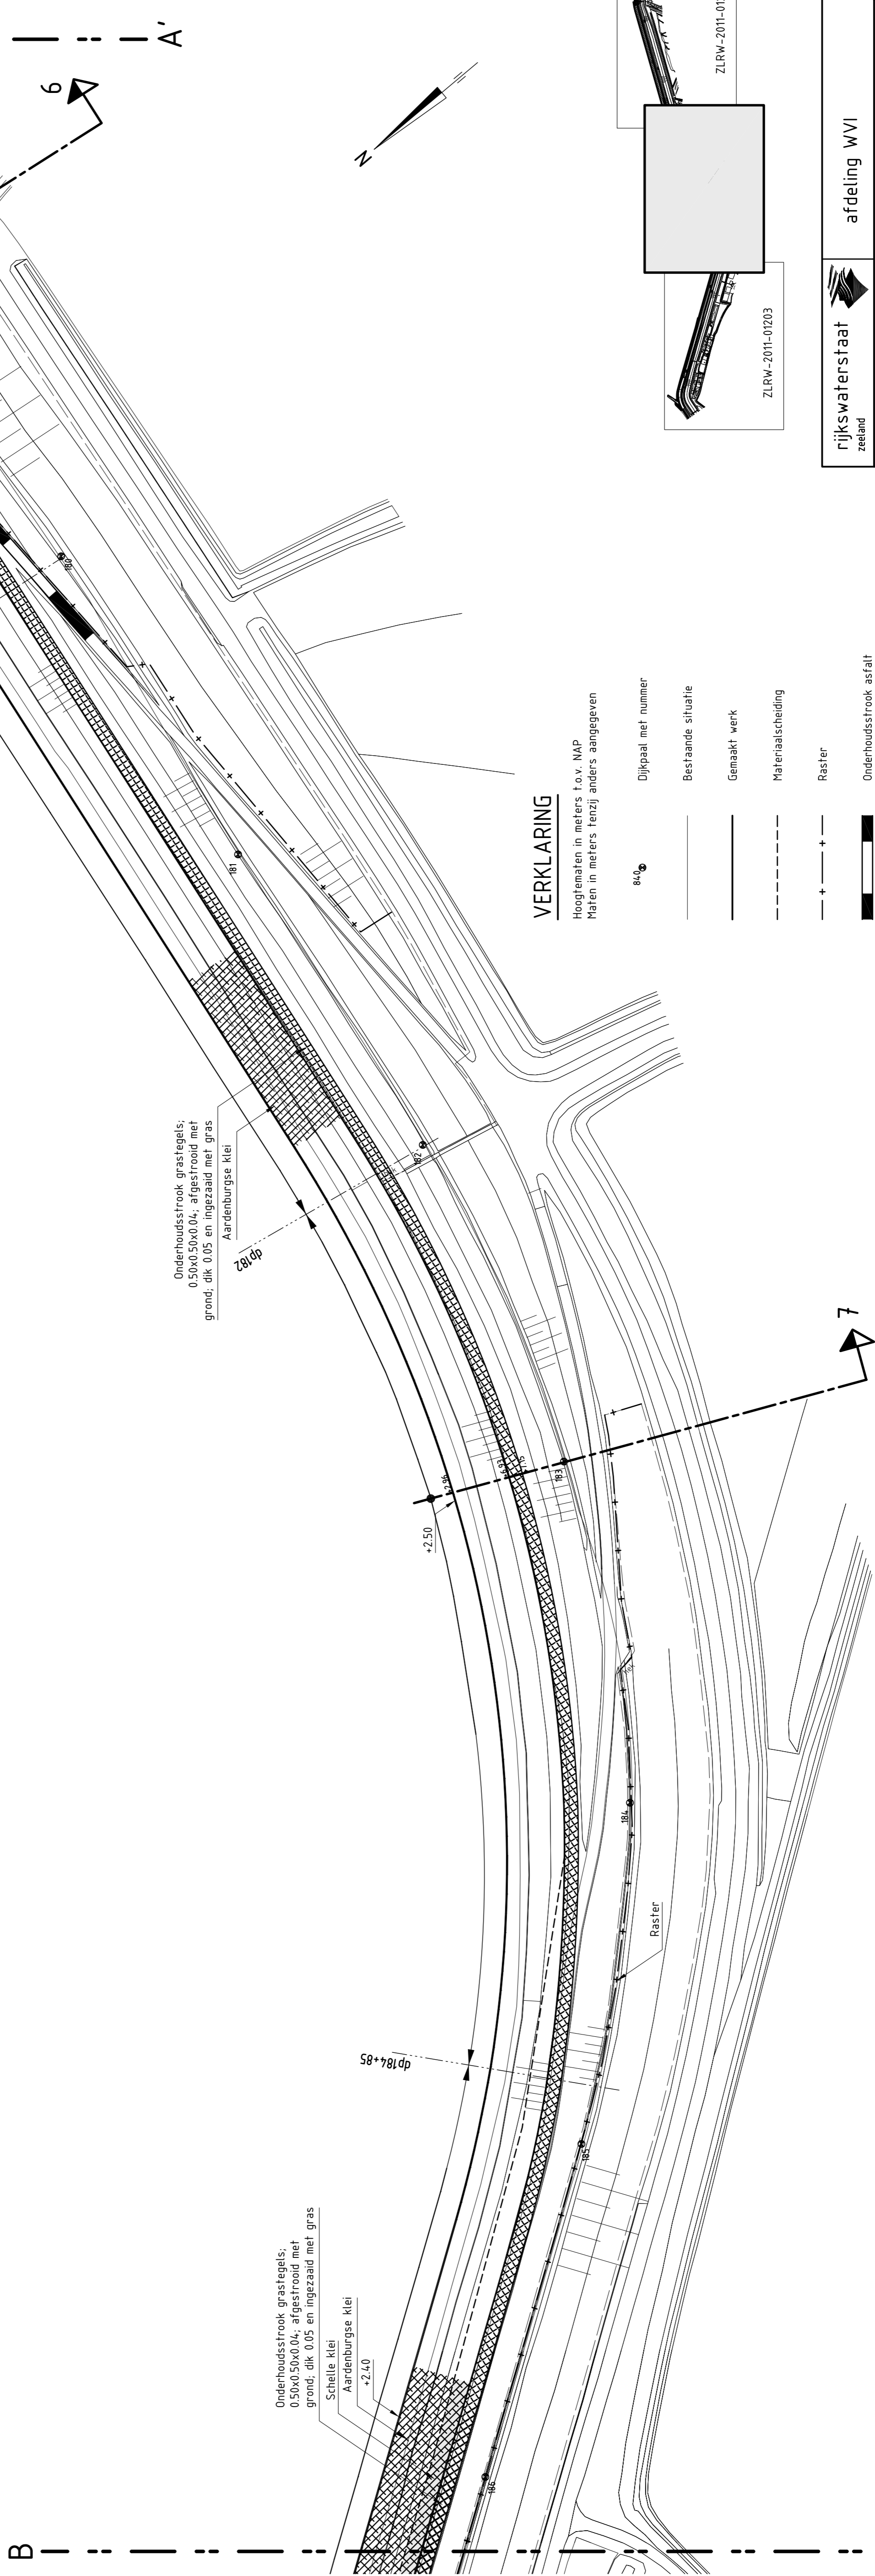 A'
6
N
ZLRW-2011-01203
afdeling WVI
rijkswaterstaat
zeeland
180
181
182
183
184
185
186
Onderhoudsstrook grastegels;
0.50x0.50x0.04; afgestrooid met
grond; dik 0.05 en ingezaaid met gras
Aardenburgse klei
dp182
+2.50
+2.96
7
dp184+85
Raster
Onderhoudsstrook grastegels;
0.50x0.50x0.04; afgestrooid met
grond; dik 0.05 en ingezaaid met gras
Schelle klei
Aardenburgse klei
+2.40
B
VERKLARING
Hoogtematen in meters t.o.v. NAP
Maten in meters tenzij anders aangegeven
840
Dijkpaal met nummer
Bestaande situatie
Gemaakt werk
Materiaalscheiding
Raster
Onderhoudsstrook asfalt